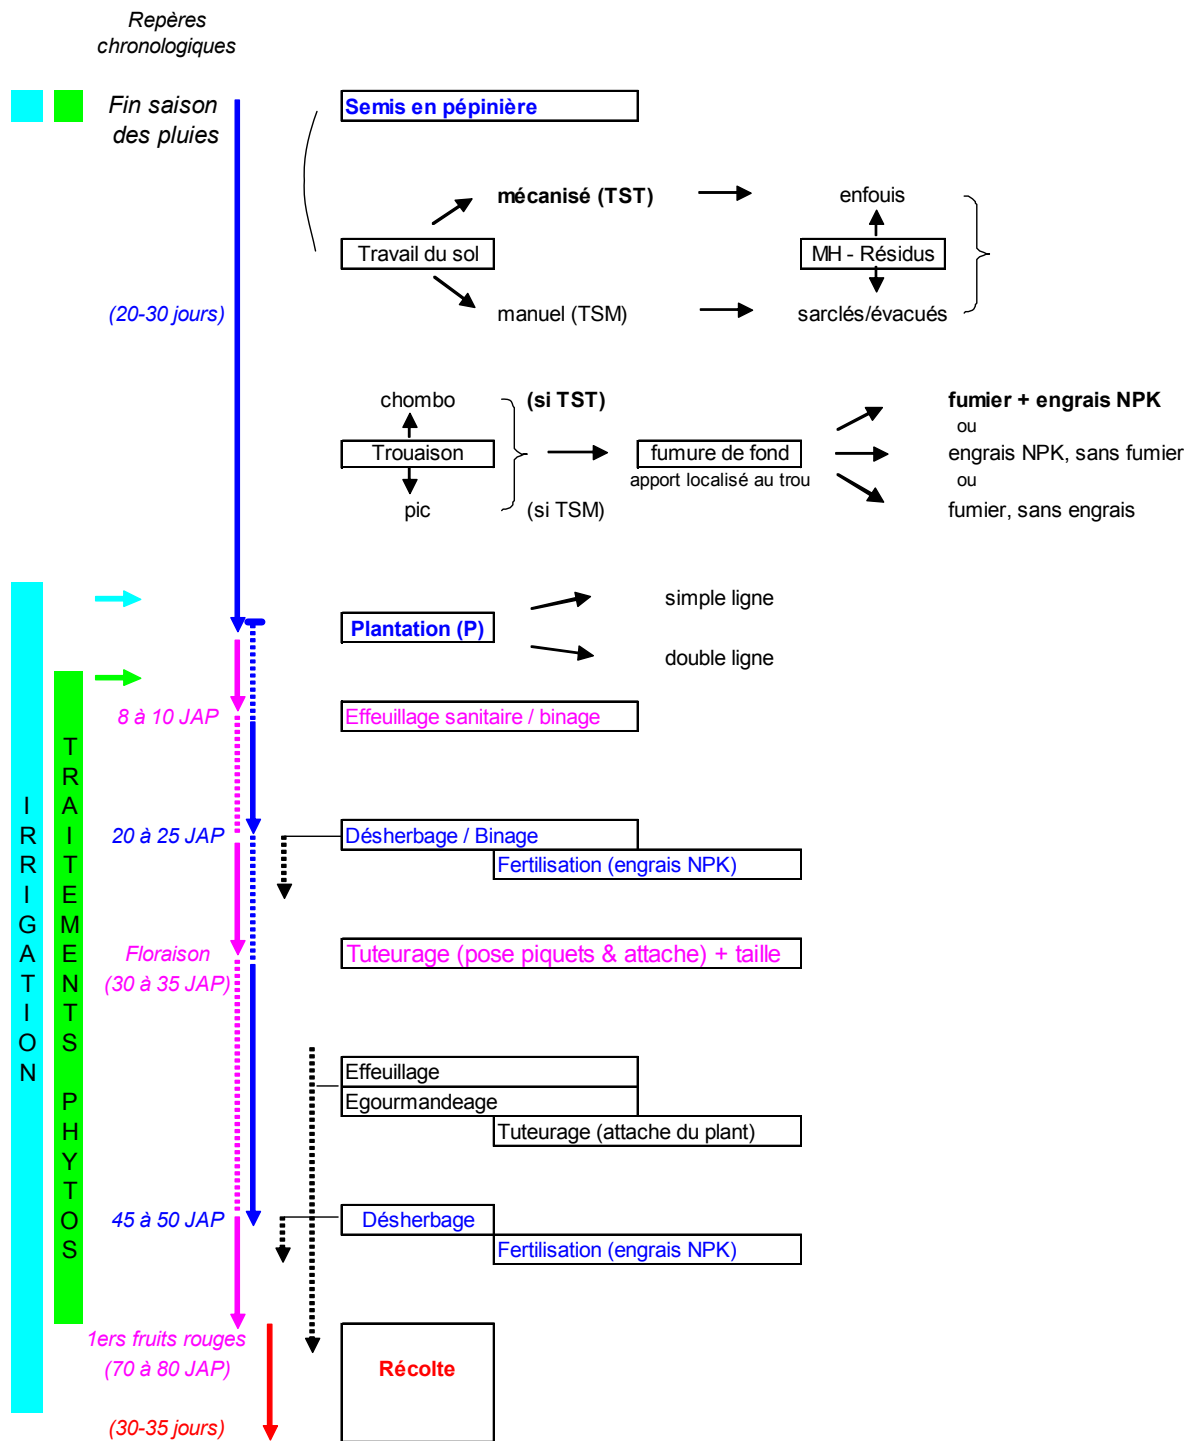 Repères
chronologiques
Fin saison
des pluies
Semis en pépinière
mécanisé (TST)
enfouis
Travail du sol
MH - Résidus
(20-30 jours)
manuel (TSM)
sarclés/évacués
chombo
(si TST)
fumier + engrais NPK
ou
Trouaison
fumure de fond
engrais NPK, sans fumier
apport localisé au trou
ou
pic
(si TSM)
fumier, sans engrais
simple ligne
Plantation (P)
double ligne
8 à 10 JAP
Effeuillage sanitaire / binage
IRRIGATION
TRAITEMENTS PHYTOS
20 à 25 JAP
Désherbage / Binage
Fertilisation (engrais NPK)
Floraison
(30 à 35 JAP)
Tuteurage (pose piquets & attache) + taille
Effeuillage
Egourmandeage
Tuteurage (attache du plant)
45 à 50 JAP
Désherbage
Fertilisation (engrais NPK)
1ers fruits rouges
(70 à 80 JAP)
Récolte
(30-35 jours)